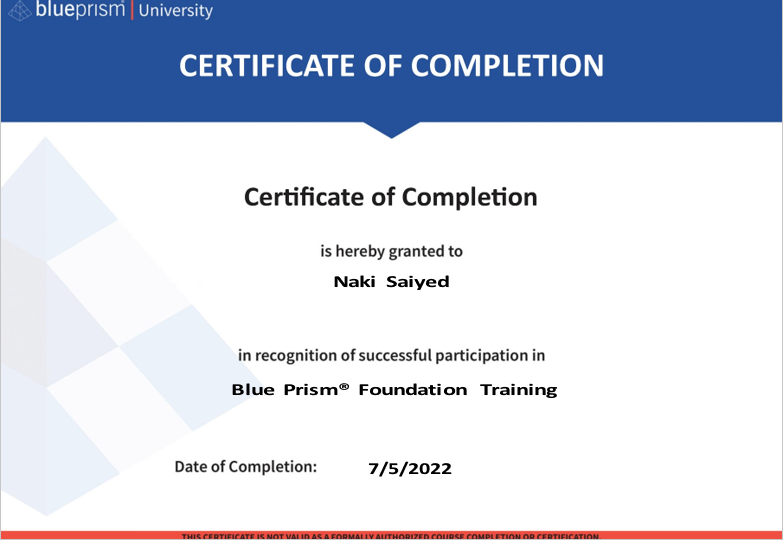 blueprism | University
CERTIFICATE OF COMPLETION
Certificate of Completion
is hereby granted to
Naki Saiyed
in recognition of successful participation in
Blue Prism® Foundation Training
Date of Completion: 7/5/2022
THIS CERTIFICATE IS NOT VALID AS A FORMALLY AUTHORIZED COURSE COMPLETION OR CERTIFICATION.